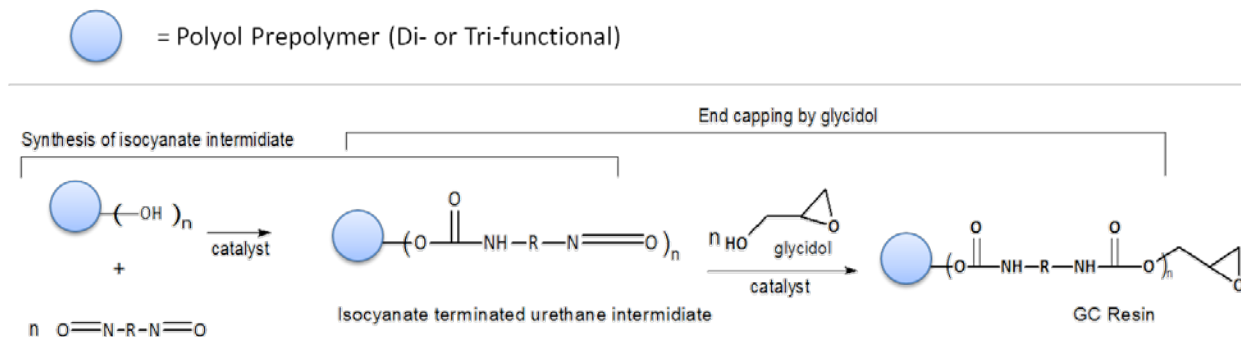 = Polyol Prepolymer (Di- or Tri-functional)
End capping by glycidol
Synthesis of isocyanate intermidiate
(—OH)n
catalyst
+
n O=N-R-N=O
O
(O NH-R-N=O)n
Isocyanate terminated urethane intermidiate
n HO O
glycidol
catalyst
O O
(O NH-R-NH O)n O
GC Resin